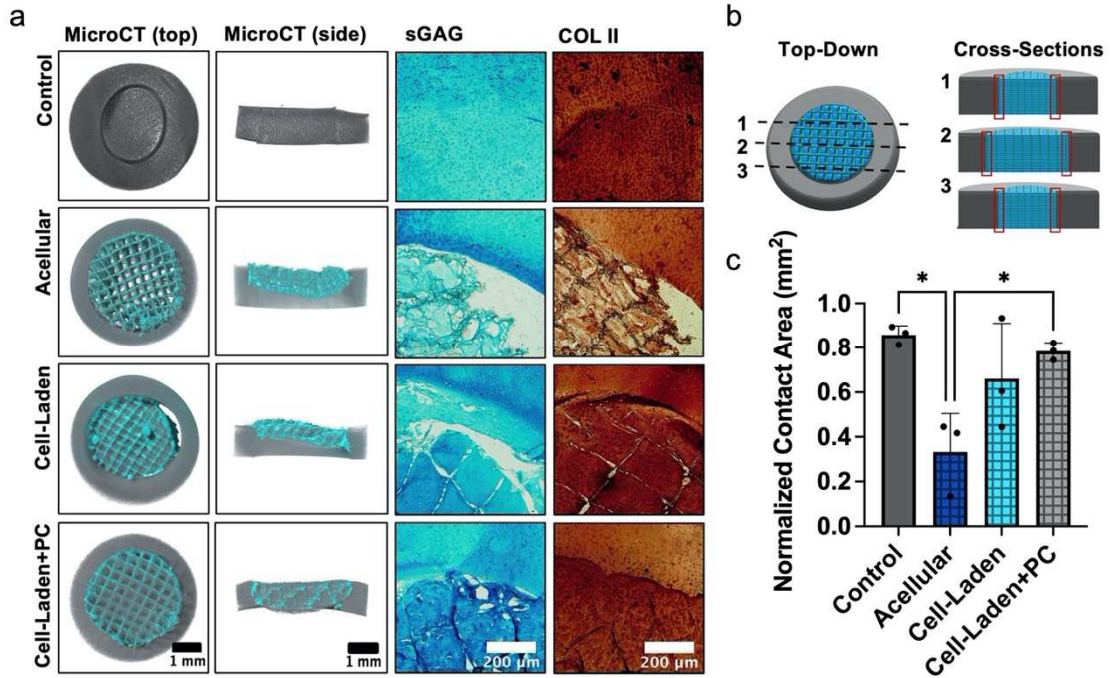 a
MicroCT (top) MicroCT (side) sGAG COL II
Control
Acellular
Cell-Laden
Cell-Laden+PC
1 mm 1 mm 200 µm 200 µm
b
Top-Down Cross-Sections
1
2
3
1
2
3
c
Normalized Contact Area (mm²)
* *
1.0
0.8
0.6
0.4
0.2
0.0
Control
Acellular
Cell-Laden
Cell-Laden+PC